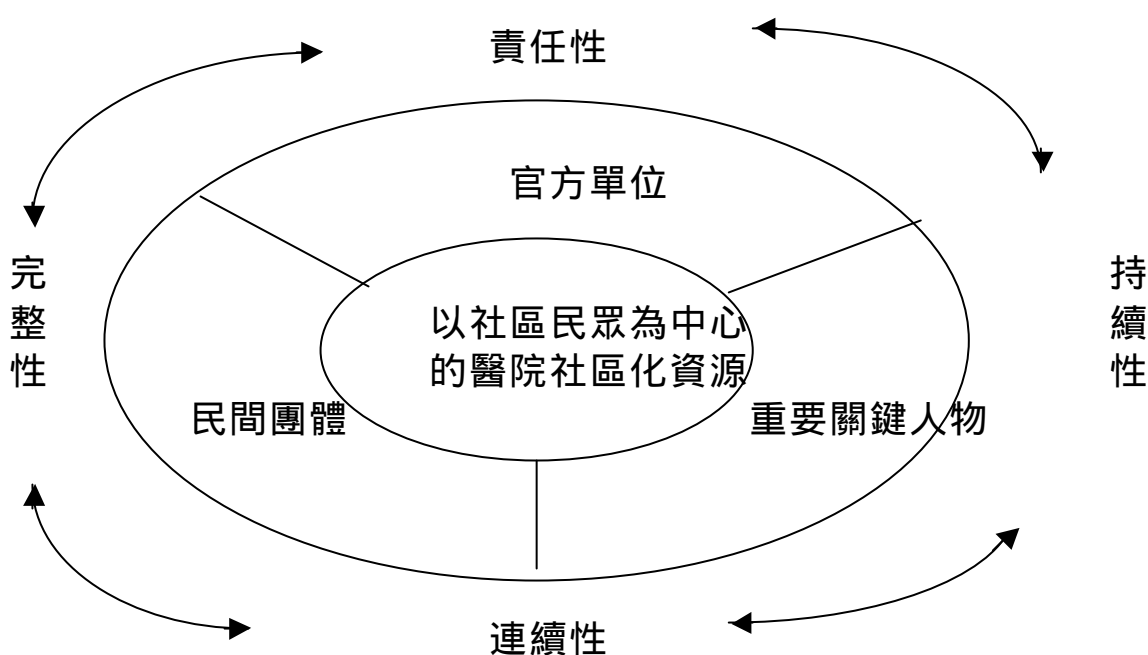 責任性
官方單位
完整性
持續性
以社區民眾為中心
的醫院社區化資源
民間團體
重要關鍵人物
連續性